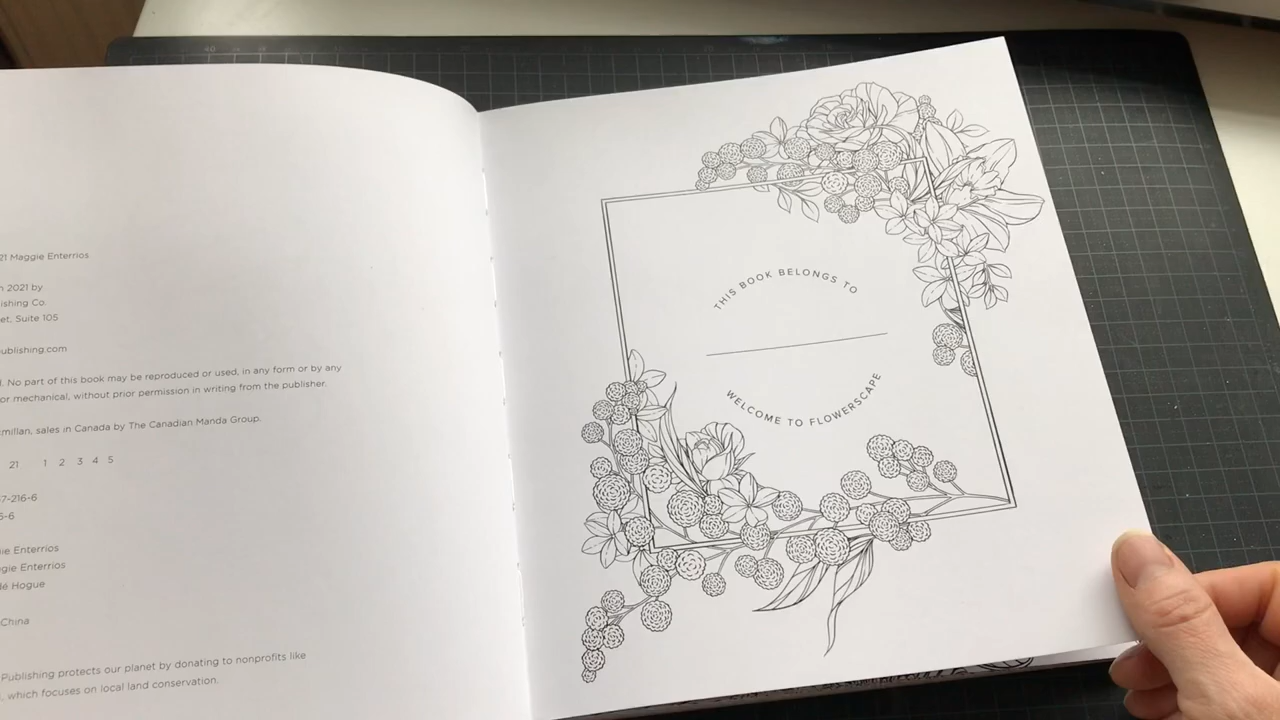 21 Maggie Enterrios
2021 by
ishing Co.
et, Suite 105
ublishing.com
. No part of this book may be reproduced or used, in any form or by any
or mechanical, without prior permission in writing from the publisher.
millan, sales in Canada by The Canadian Manda Group.
21 1 2 3 4 5
7-216-6
5-6
ie Enterrios
gie Enterrios
dé Hogue
China
Publishing protects our planet by donating to nonprofits like
, which focuses on local land conservation.
THIS BOOK BELONGS TO
WELCOME TO FLOWERSCAPE